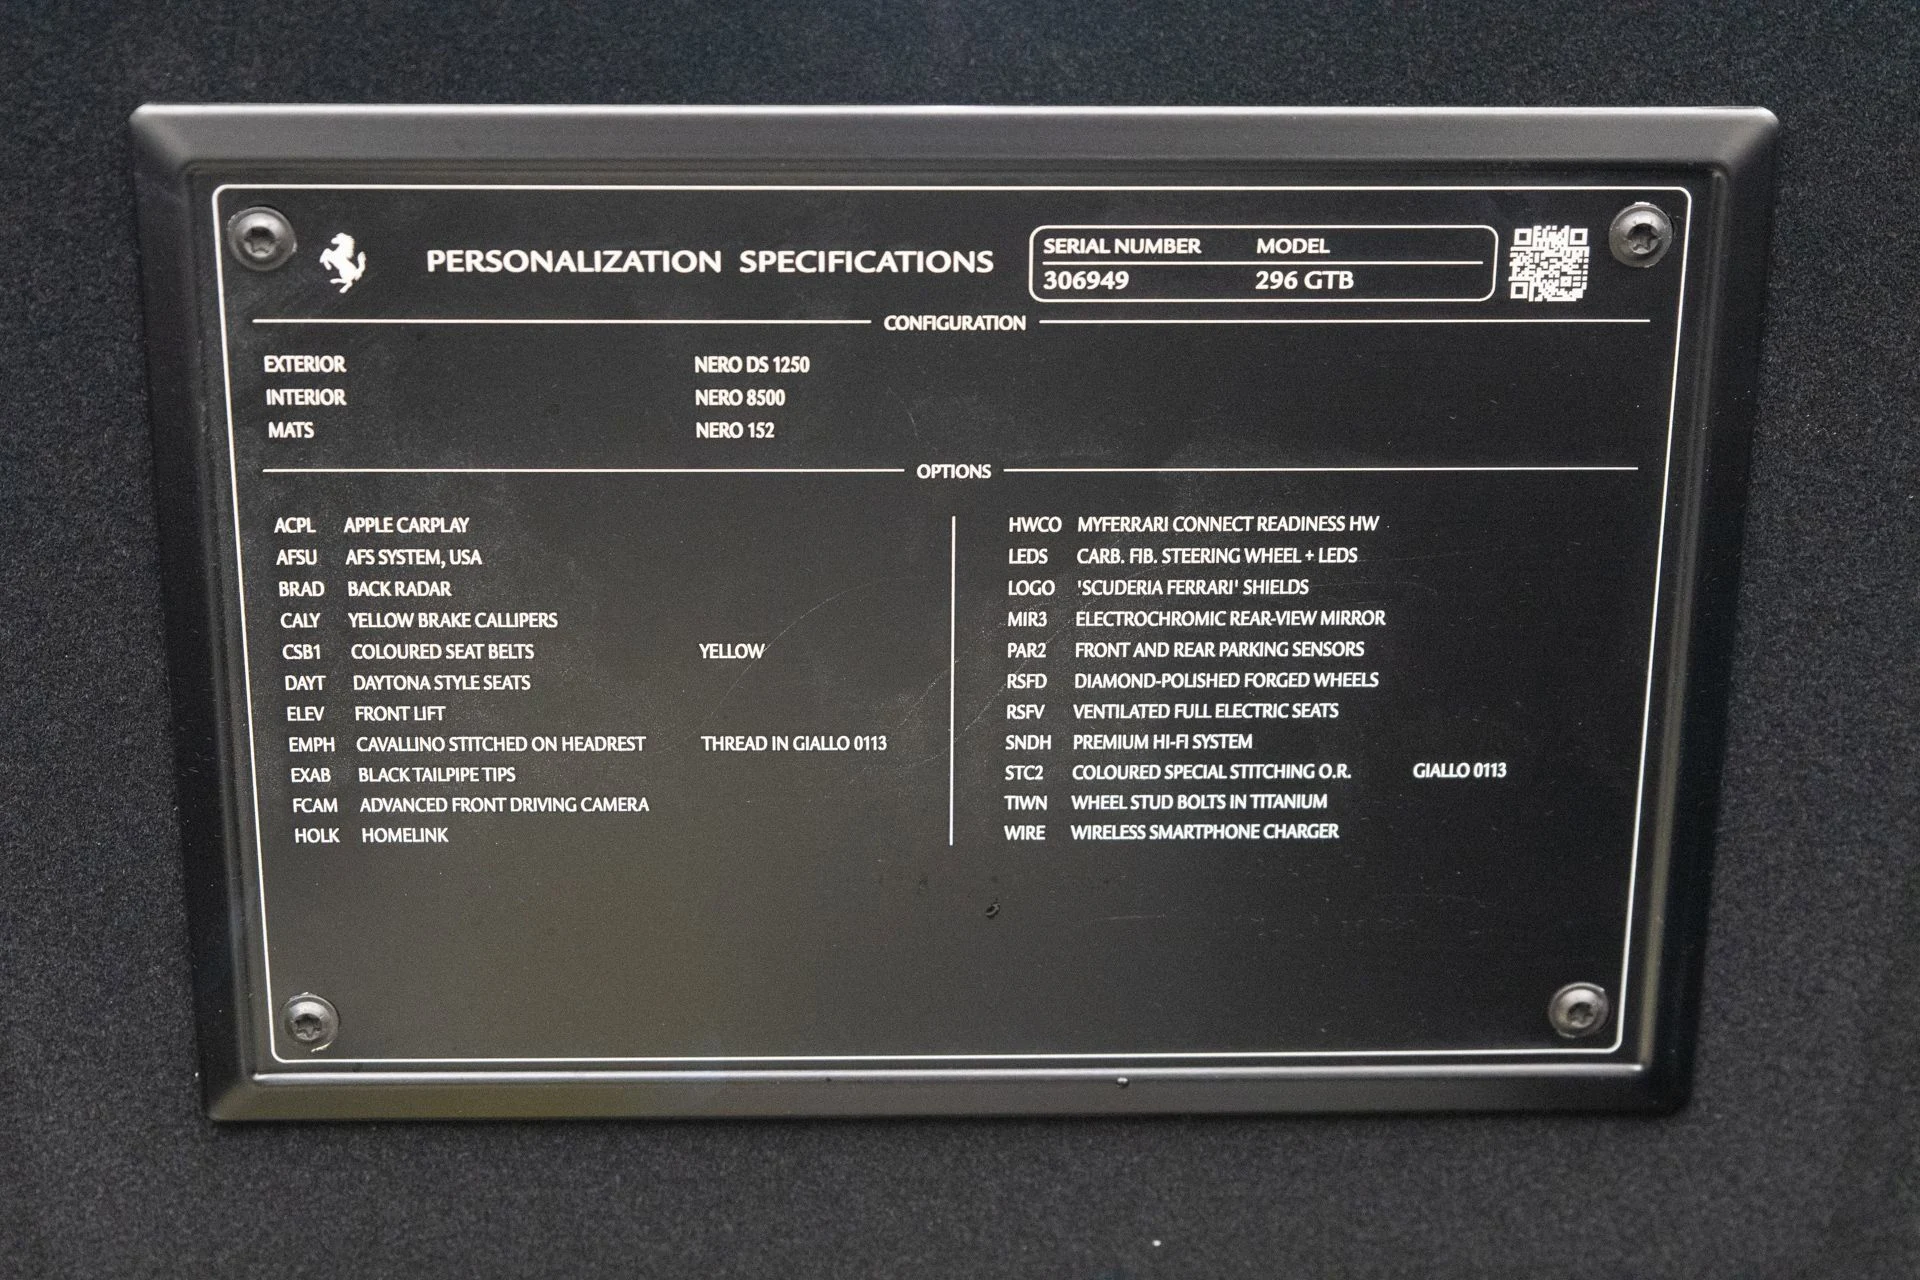 PERSONALIZATION SPECIFICATIONS
SERIAL NUMBER MODEL
306949 296 GTB
CONFIGURATION
EXTERIOR NERO DS 1250
INTERIOR NERO 8500
MATS NERO 152
OPTIONS
ACPL APPLE CARPLAY
AFSU AFS SYSTEM, USA
BRAD BACK RADAR
CALY YELLOW BRAKE CALLIPERS
CSB1 COLOURED SEAT BELTS YELLOW
DAYT DAYTONA STYLE SEATS
ELEV FRONT LIFT
EMPH CAVALLINO STITCHED ON HEADREST THREAD IN GIALLO 0113
EXAB BLACK TAILPIPE TIPS
FCAM ADVANCED FRONT DRIVING CAMERA
HOLK HOMELINK
HWCO MYFERRARI CONNECT READINESS HW
LEDS CARB. FIB. STEERING WHEEL + LEDS
LOGO 'SCUDERIA FERRARI' SHIELDS
MIR3 ELECTROCHROMIC REAR-VIEW MIRROR
PAR2 FRONT AND REAR PARKING SENSORS
RSFD DIAMOND-POLISHED FORGED WHEELS
RSFV VENTILATED FULL ELECTRIC SEATS
SNDH PREMIUM HI-FI SYSTEM
STC2 COLOURED SPECIAL STITCHING O.R. GIALLO 0113
TIWN WHEEL STUD BOLTS IN TITANIUM
WIRE WIRELESS SMARTPHONE CHARGER